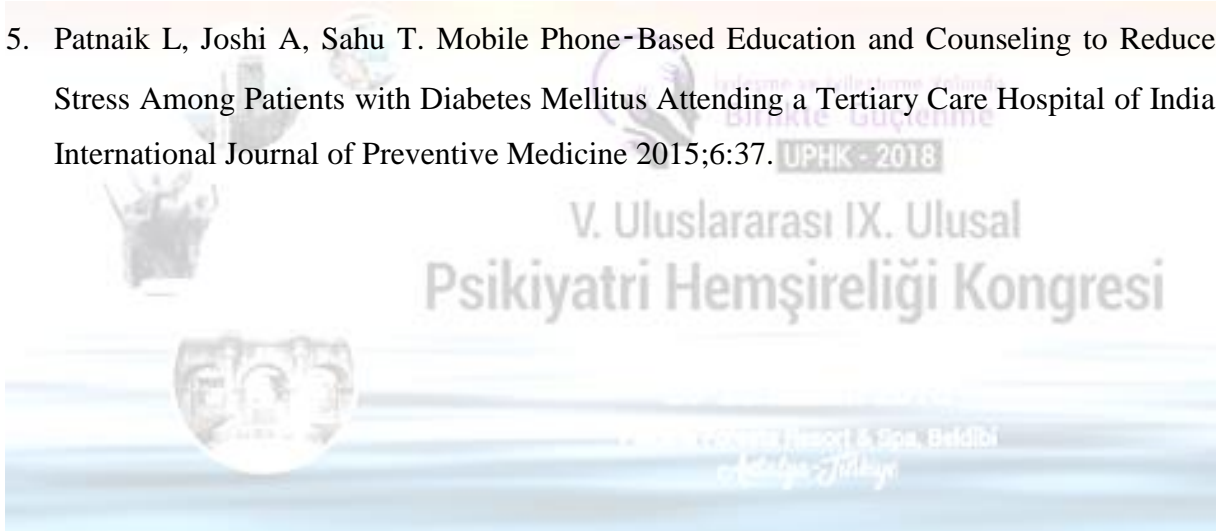 5. Patnaik L, Joshi A, Sahu T. Mobile Phone‑Based Education and Counseling to Reduce
Stress Among Patients with Diabetes Mellitus Attending a Tertiary Care Hospital of India
International Journal of Preventive Medicine 2015;6:37.
Birlikte Güçlenme
UPHK - 2018
V. Uluslararası IX. Ulusal
Psikiyatri Hemşireliği Kongresi
Resort & Spa, Beldibi
Antalya-Türkiye